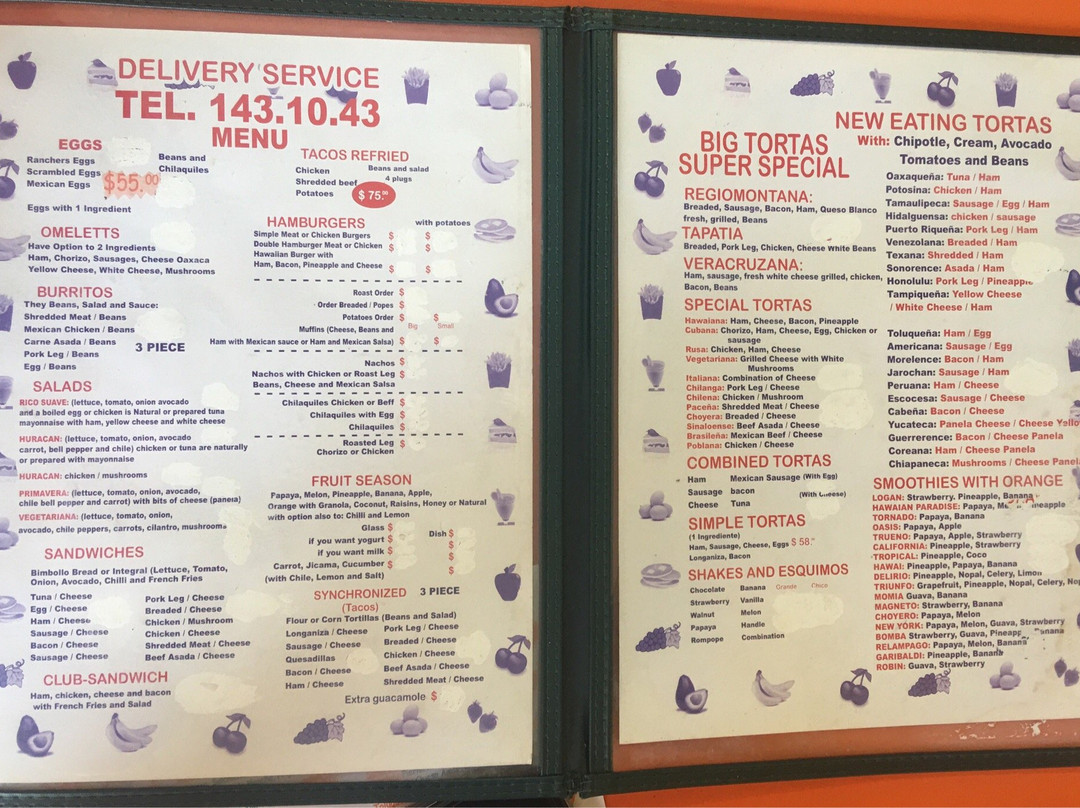 DELIVERY SERVICE
TEL. 143.10.43
MENU
EGGS
Ranchers Eggs
Scrambled Eggs
Mexican Eggs
$55.00
Beans and
Chilaquiles
Eggs with 1 Ingredient
OMELETTS
Have Option to 2 Ingredients
Ham, Chorizo, Sausages, Cheese Oaxaca
Yellow Cheese, White Cheese, Mushrooms
BURRITOS
They Beans, Salad and Sauce:
Shredded Meat / Beans
Mexican Chicken / Beans
Carne Asada / Beans
Pork Leg / Beans
Egg / Beans
3 PIECE
SALADS
RICO SUAVE: (lettuce, tomato, onion avocado
and a boiled egg or chicken is Natural or prepared tuna
mayonnaise with ham, yellow cheese and white cheese
HURACAN: (lettuce, tomato, onion, avocado
carrot, bell pepper and chile) chicken or tuna are naturally
or prepared with mayonnaise
HURACAN: chicken / mushrooms
PRIMAVERA: (lettuce, tomato, onion, avocado,
chile bell pepper and carrot) with bits of cheese (panela)
VEGETARIANA: (lettuce, tomato, onion,
avocado, chile peppers, carrots, cilantro, mushrooms
SANDWICHES
Bimbollo Bread or Integral (Lettuce, Tomato,
Onion, Avocado, Chilli and French Fries
Tuna / Cheese
Egg / Cheese
Ham / Cheese
Sausage / Cheese
Bacon / Cheese
Sausage / Cheese
Pork Leg / Cheese
Breaded / Cheese
Chicken / Mushroom
Chicken / Cheese
Shredded Meat / Cheese
Beef Asada / Cheese
CLUB-SANDWICH
Ham, chicken, cheese and bacon
with French Fries and Salad
TACOS REFRIED
Chicken
Shredded beef
Potatoes
Beans and salad
4 plugs
$ 75.00
HAMBURGERS
with potatoes
Simple Meat or Chicken Burgers $ $
Double Hamburger Meat or Chicken $ $
Hawaiian Burger with
Ham, Bacon, Pineapple and Cheese $ $
Roast Order $
Order Breaded / Popes $
Potatoes Order $ $
Big Small
Muffins (Cheese, Beans and
Ham with Mexican sauce or Ham and Mexican Salsa) $ $
Nachos $
Nachos with Chicken or Roast Leg $
Beans, Cheese and Mexican Salsa
Chilaquiles Chicken or Beff $
Chilaquiles with Egg $
Chilaquiles $
Roasted Leg $
Chorizo or Chicken
FRUIT SEASON
Papaya, Melon, Pineapple, Banana, Apple,
Orange with Granola, Coconut, Raisins, Honey or Natural
with option also to: Chilli and Lemon
Glass $ Dish $
if you want yogurt $ $
if you want milk $ $
Carrot, Jicama, Cucumber $ $
(with Chile, Lemon and Salt)
SYNCHRONIZED 3 PIECE
(Tacos)
Flour or Corn Tortillas (Beans and Salad)
Longaniza / Cheese
Sausage / Cheese
Quesadillas
Bacon / Cheese
Ham / Cheese
Pork Leg / Cheese
Breaded / Cheese
Chicken / Cheese
Beef Asada / Cheese
Shredded Meat / Cheese
Extra guacamole $
BIG TORTAS
SUPER SPECIAL
REGIOMONTANA:
Breaded, Sausage, Bacon, Ham, Queso Blanco
fresh, grilled, Beans
TAPATIA
Breaded, Pork Leg, Chicken, Cheese White Beans
VERACRUZANA:
Ham, sausage, fresh white cheese grilled, chicken,
Bacon, Beans
SPECIAL TORTAS
Hawaiana: Ham, Cheese, Bacon, Pineapple
Cubana: Chorizo, Ham, Cheese, Egg, Chicken or
sausage
Rusa: Chicken, Ham, Cheese
Vegetariana: Grilled Cheese with White
Mushrooms
Italiana: Combination of Cheese
Chilanga: Pork Leg / Cheese
Chilena: Chicken / Mushroom
Paceña: Shredded Meat / Cheese
Choyera: Breaded / Cheese
Sinaloense: Beef Asada / Cheese
Brasileña: Mexican Beef / Cheese
Poblana: Chicken / Cheese
COMBINED TORTAS
Ham
Sausage
Cheese
Mexican Sausage (With Egg)
bacon
Tuna
(With Cheese)
SIMPLE TORTAS
(1 Ingrediente)
Ham, Sausage, Cheese, Eggs $ 58.00
Longaniza, Bacon
SHAKES AND ESQUIMOS
Grande Chico
Chocolate
Strawberry
Walnut
Papaya
Rompope
Banana
Vanilla
Melon
Handle
Combination
NEW EATING TORTAS
With: Chipotle, Cream, Avocado
Tomatoes and Beans
Oaxaqueña: Tuna / Ham
Potosina: Chicken / Ham
Tamaulipeca: Sausage / Egg / Ham
Hidalguensa: chicken / sausage
Puerto Riqueña: Pork Leg / Ham
Venezolana: Breaded / Ham
Texana: Shredded / Ham
Sonorence: Asada / Ham
Honolulu: Pork Leg / Pineapple
Tampiqueña: Yellow Cheese
/ White Cheese / Ham
Toluqueña: Ham / Egg
Americana: Sausage / Egg
Morelence: Bacon / Ham
Jarochan: Sausage / Ham
Peruana: Ham / Cheese
Escocesa: Sausage / Cheese
Cabeña: Bacon / Cheese
Yucateca: Panela Cheese / Cheese Yello
Guerrerence: Bacon / Cheese Panela
Coreana: Ham / Cheese Panela
Chiapaneca: Mushrooms / Cheese Panel
SMOOTHIES WITH ORANGE
LOGAN: Strawberry, Pineapple, Banana
HAWAIAN PARADISE: Papaya, ineapple
TORNADO: Papaya, Banana
OASIS: Papaya, Apple
TRUENO: Papaya, Apple, Strawberry
CALIFORNIA: Pineapple, Strawberry
TROPICAL: Pineapple, Coco
HAWAI: Pineapple, Papaya, Banana
DELIRIO: Pineapple, Nopal, Celery, Limon
TRIUNFO: Grapefruit, Pineapple, Nopal, Celery, Nop
MOMIA Guava, Banana
MAGNETO: Strawberry, Banana
CHOYERO: Papaya, Melon
NEW YORK: Papaya, Melon, Guava, Strawberry
BOMBA Strawberry, Guava, Pineapp anana
RELAMPAGO: Papaya, Melon, Banana
GARIBALDI: Pineapple, Banana
ROBIN: Guava, Strawberry